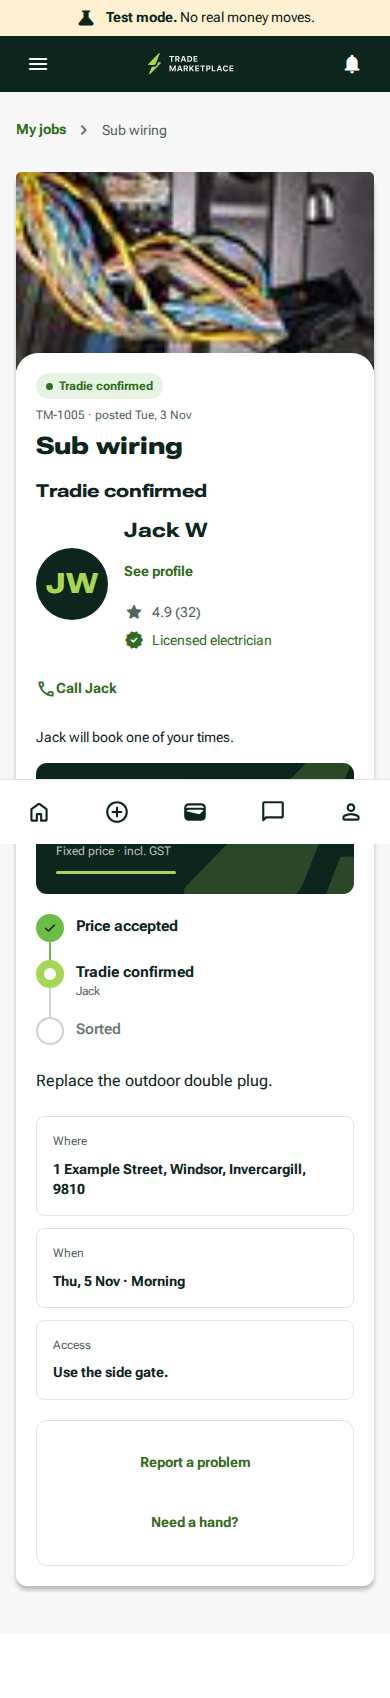 Test mode. No real money moves.
TRADE
MARKETPLACE
My jobs
Sub wiring
Tradie confirmed
TM-1005 · posted Tue, 3 Nov
Sub wiring
Tradie confirmed
JW
Jack W
See profile
4.9 (32)
Licensed electrician
Call Jack
Jack will book one of your times.
Fixed price · incl. GST
Price accepted
Tradie confirmed
Jack
Sorted
Replace the outdoor double plug.
Where
1 Example Street, Windsor, Invercargill,
9810
When
Thu, 5 Nov · Morning
Access
Use the side gate.
Report a problem
Need a hand?